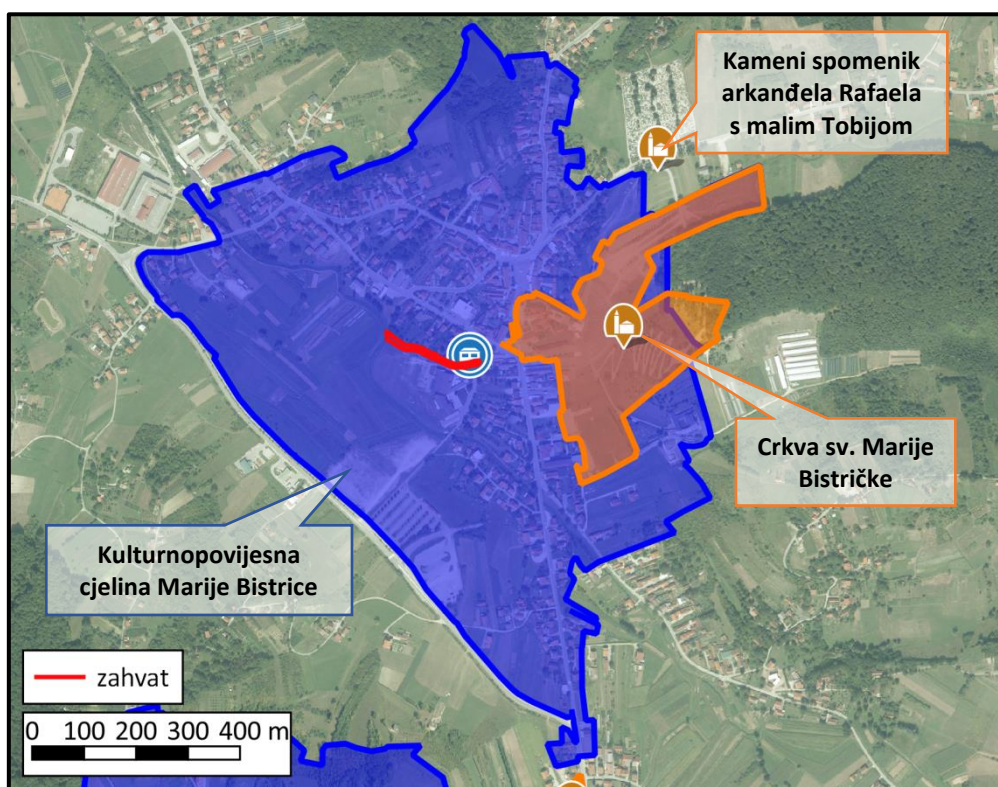 Kameni spomenik
arkanđela Rafaela
s malim Tobijom
Crkva sv. Marije
Bistričke
Kulturnopovijesna
cjelina Marije Bistrice
zahvat
0 100 200 300 400 m